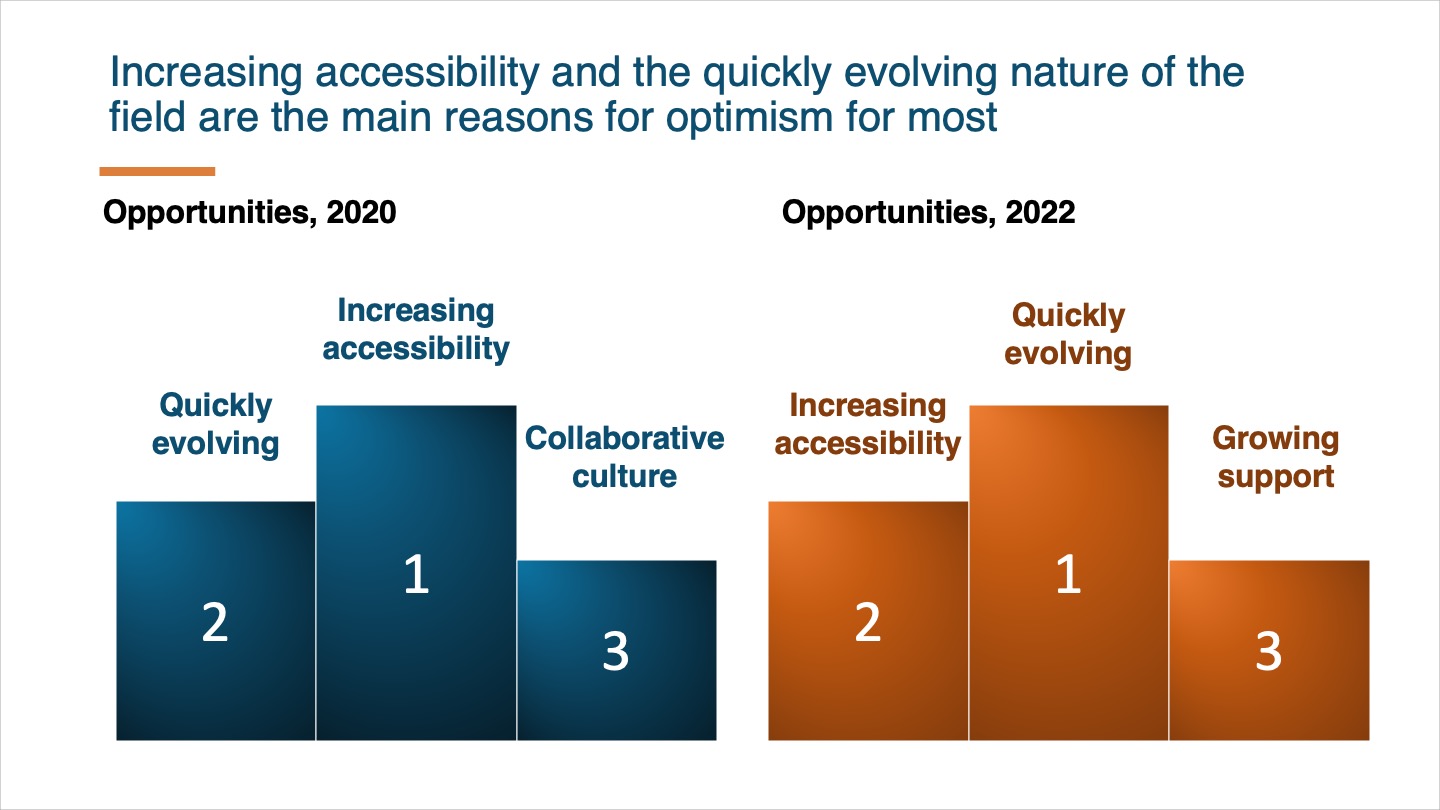 Increasing accessibility and the quickly evolving nature of the
field are the main reasons for optimism for most
Opportunities, 2020
Increasing
accessibility
Quickly
evolving
Collaborative
culture
2
1
3
Opportunities, 2022
Quickly
evolving
Increasing
accessibility
Growing
support
2
1
3